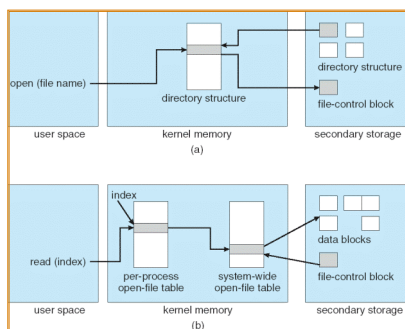 open (file name)
directory structure
directory structure
file-control block
user space
kernel memory
secondary storage
(a)
index
read (index)
per-process
open-file table
system-wide
open-file table
data blocks
file-control block
user space
kernel memory
secondary storage
(b)